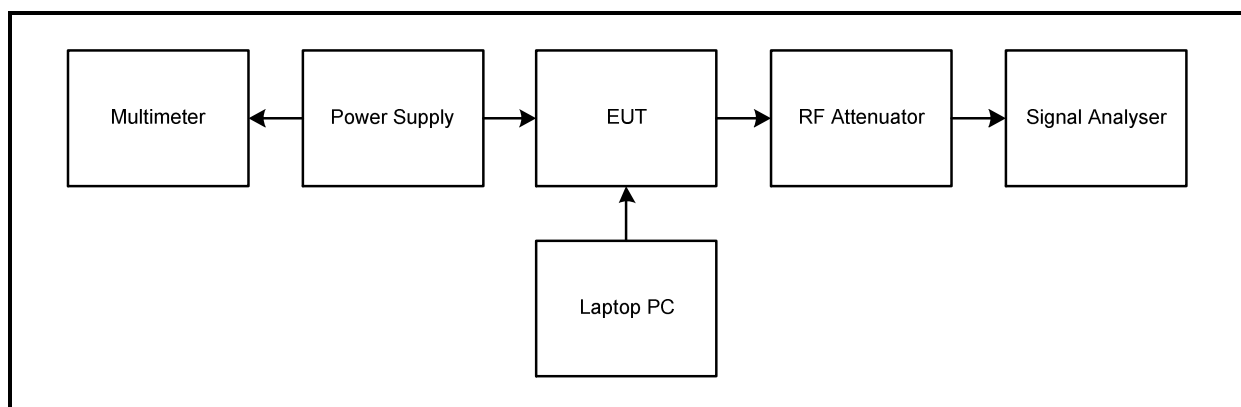 Multimeter
Power Supply
EUT
RF Attenuator
Signal Analyser
Laptop PC